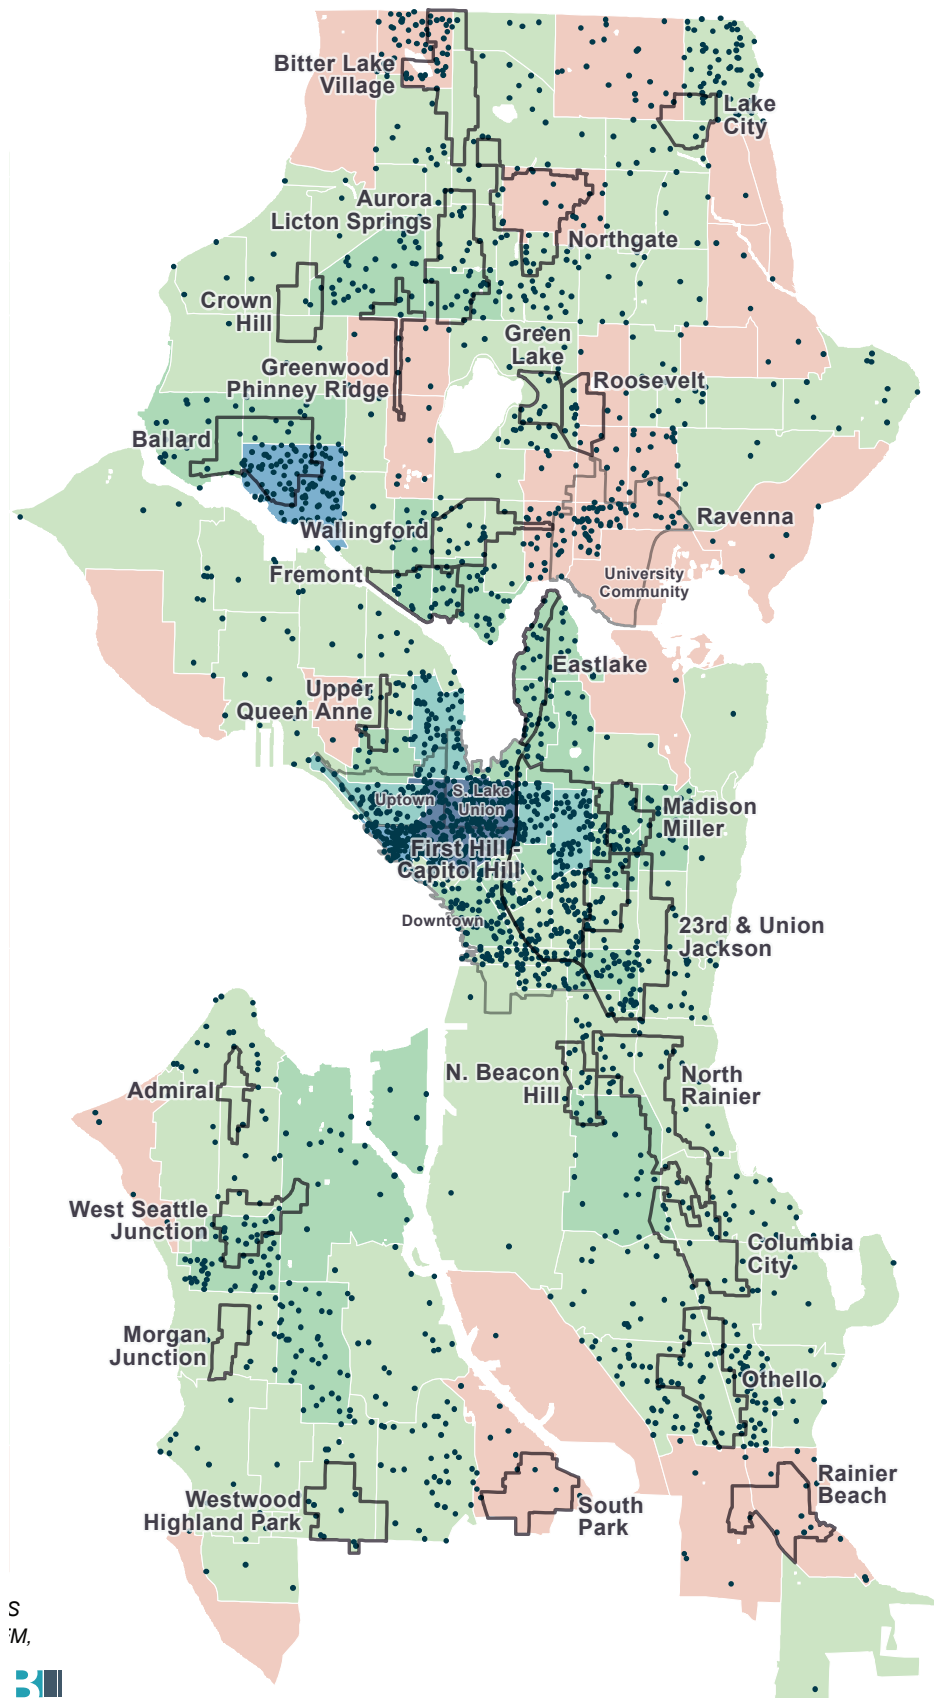 Bitter Lake
Village
Lake
City
Aurora
Licton Springs
Northgate
Crown
Hill
Green
Lake
Greenwood
Phinney Ridge
Roosevelt
Ballard
Ravenna
Wallingford
Fremont
University
Community
Eastlake
Upper
Queen Anne
Uptown
S. Lake
Union
Madison
Miller
First Hill -
Capitol Hill
Downtown
23rd & Union
Jackson
N. Beacon
Hill
North
Rainier
Admiral
West Seattle
Junction
Columbia
City
Morgan
Junction
Othello
Rainier
Beach
Westwood
Highland Park
South
Park
S
M,